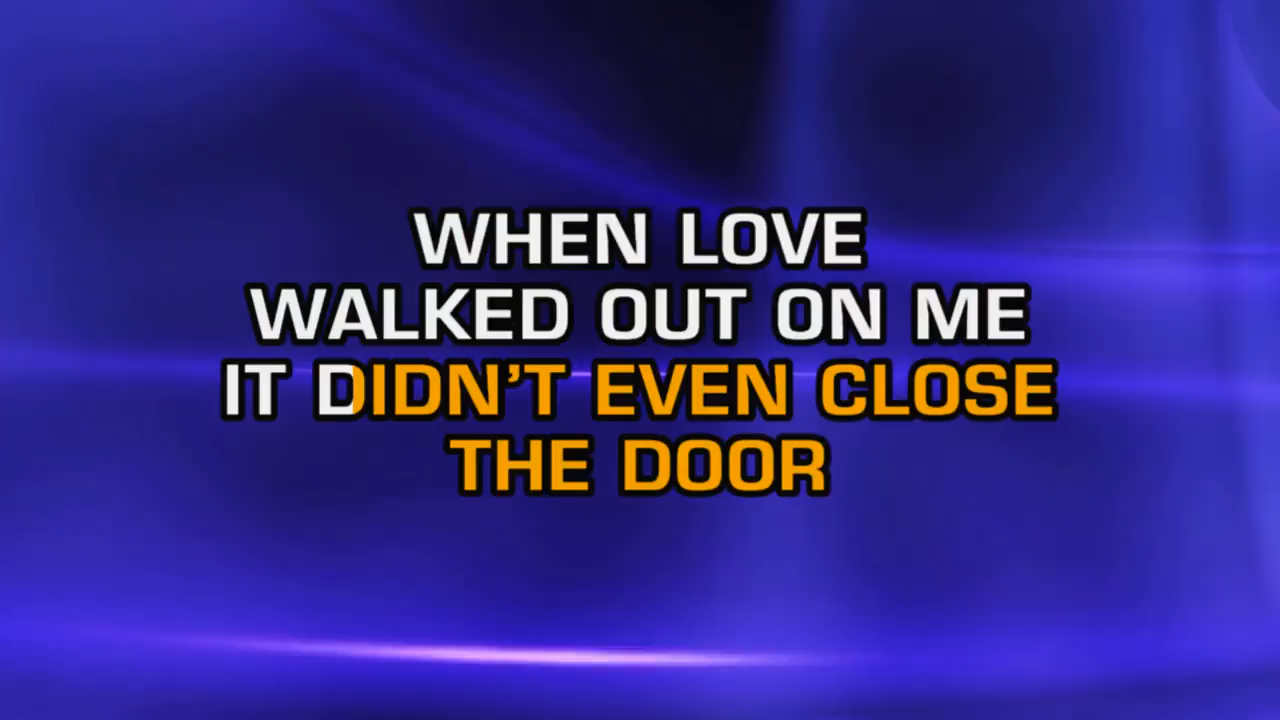 WHEN LOVE
WALKED OUT ON ME
IT DIDN’T EVEN CLOSE
THE DOOR